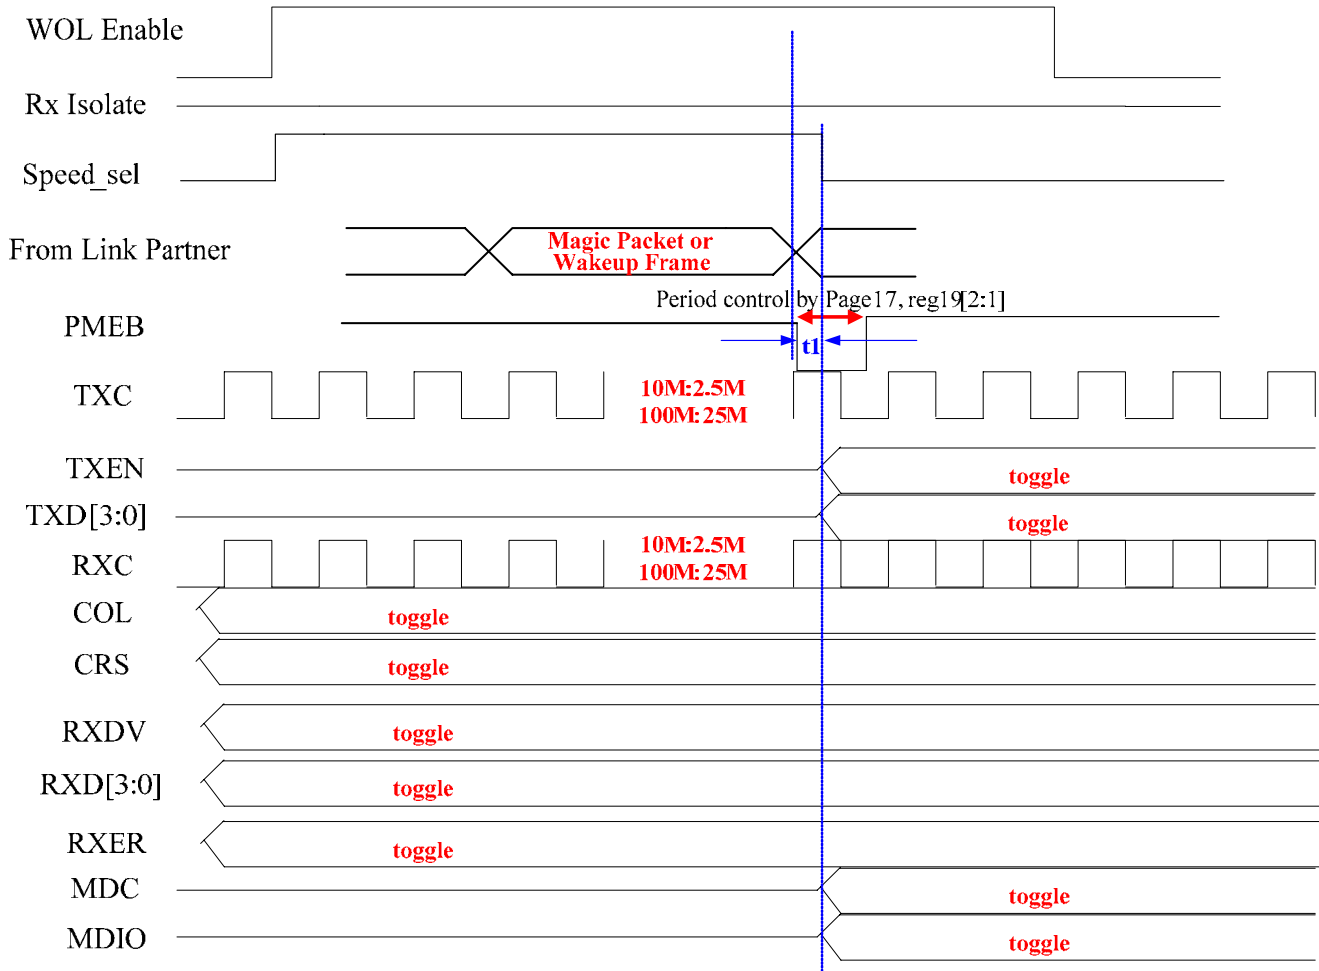 WOL Enable
Rx Isolate
Speed_sel
From Link Partner
Magic Packet or
Wakeup Frame
Period control by Page17, reg19[2:1]
PMEB
t1
TXC
10M:2.5M
100M:25M
TXEN
toggle
TXD[3:0]
toggle
RXC
10M:2.5M
100M:25M
COL
toggle
CRS
toggle
RXDV
toggle
RXD[3:0]
toggle
RXER
toggle
MDC
toggle
MDIO
toggle